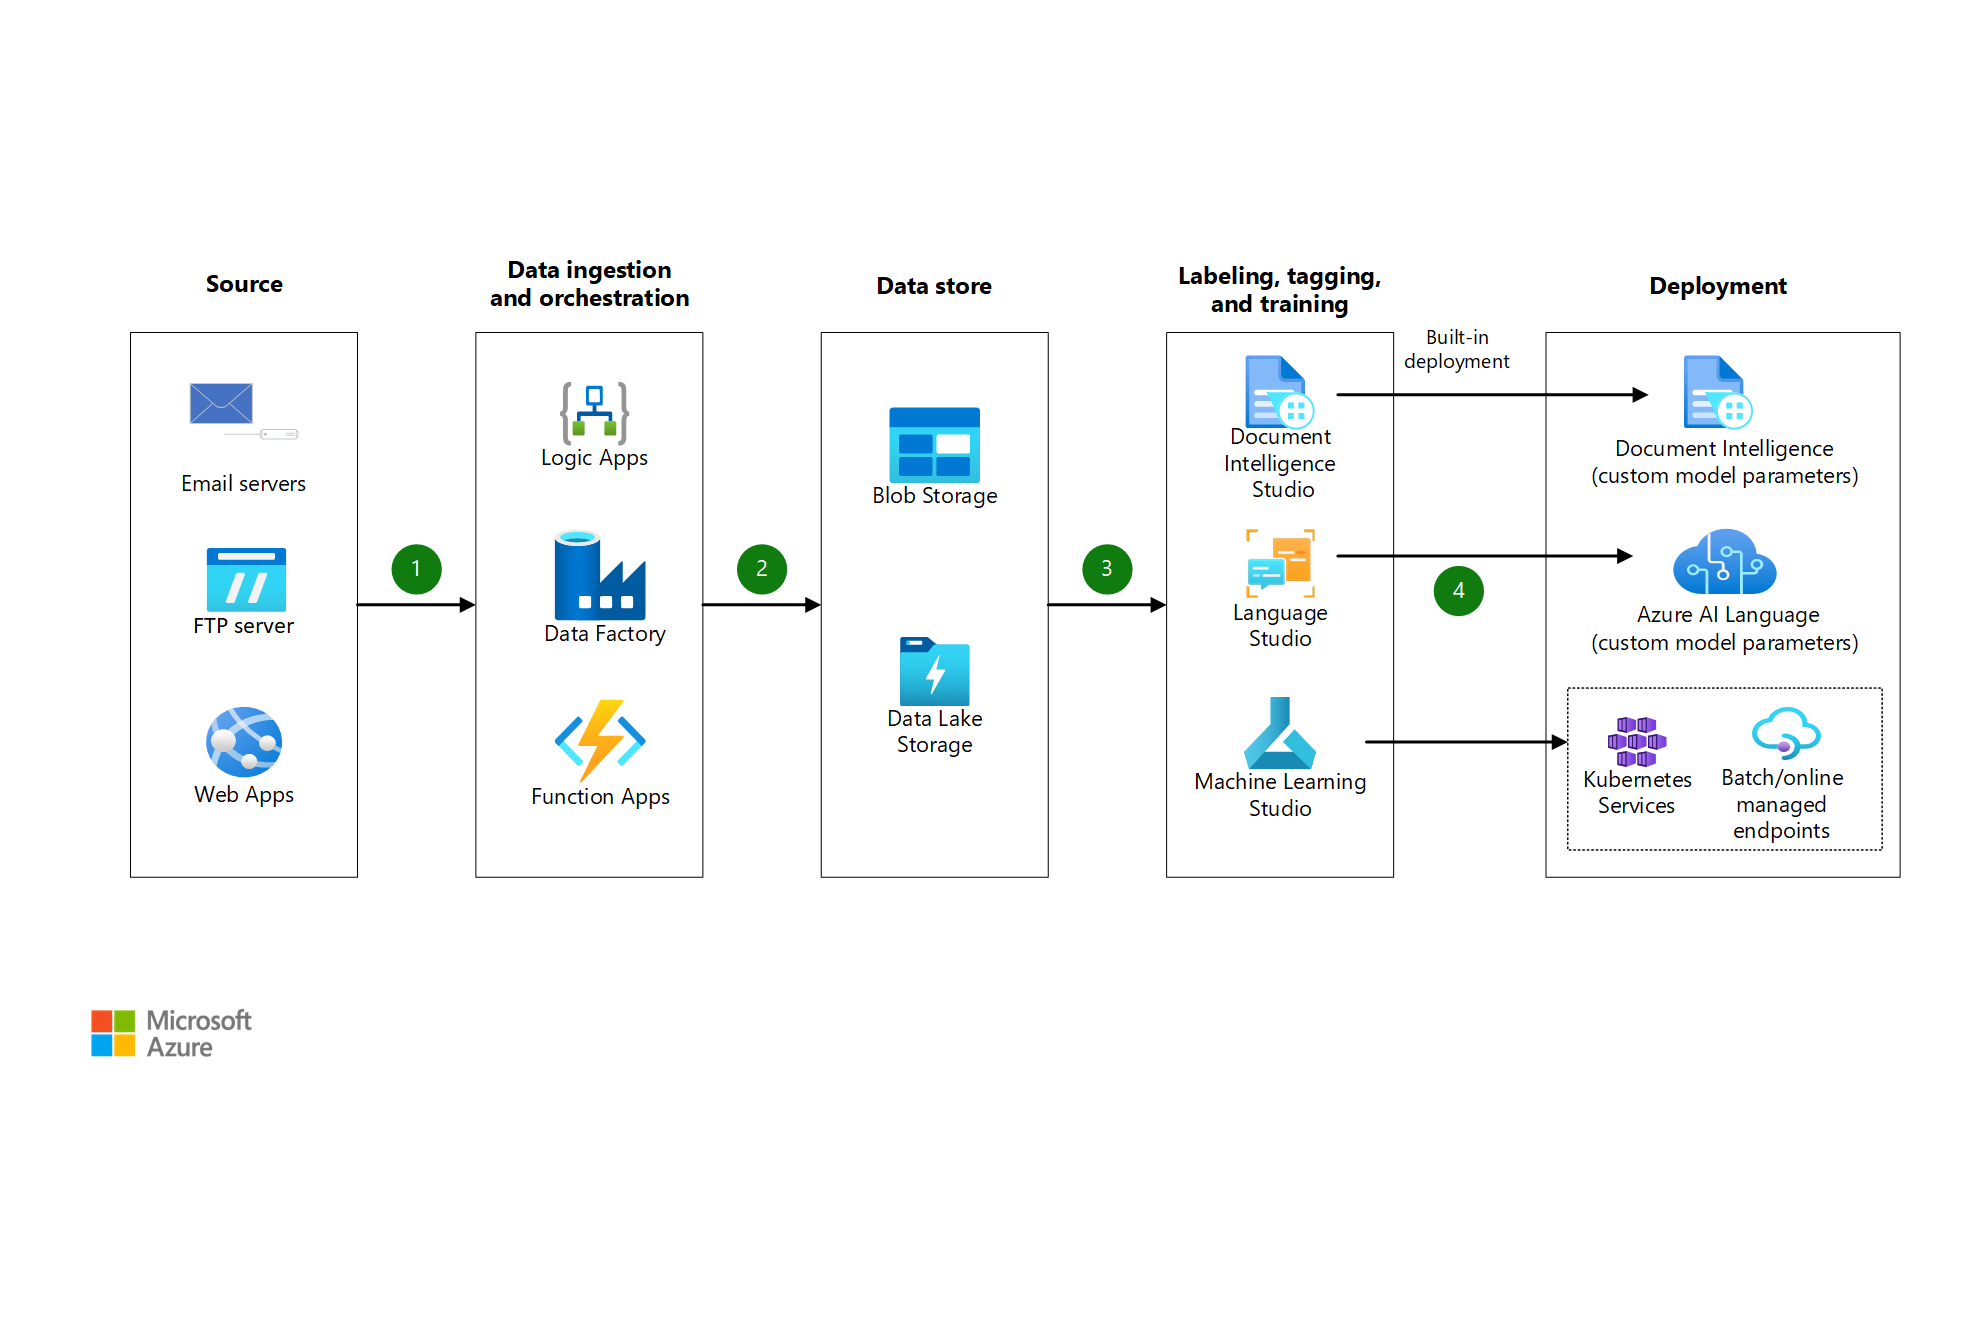 Source
Email servers
FTP server
Web Apps
1
Data ingestion
and orchestration
Logic Apps
Data Factory
Function Apps
2
Data store
Blob Storage
Data Lake
Storage
3
Labeling, tagging,
and training
Document
Intelligence
Studio
Language
Studio
Machine Learning
Studio
Built-in
deployment
4
Deployment
Document Intelligence
(custom model parameters)
Azure AI Language
(custom model parameters)
Kubernetes
Services
Batch/online
managed
endpoints
Microsoft
Azure